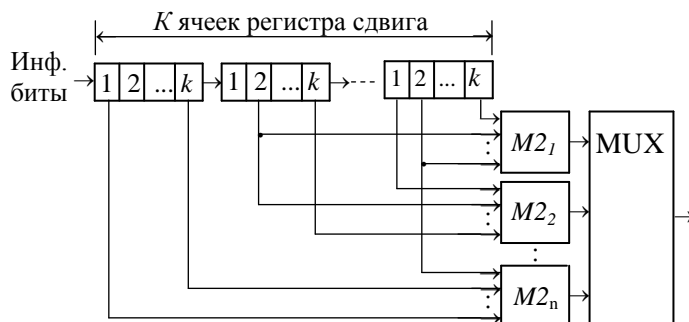 К ячеек регистра сдвига
Инф.
биты
1 2 ... k 1 2 ... k 1 2 ... k
M2₁
MUX
M2₂
M2ₙ